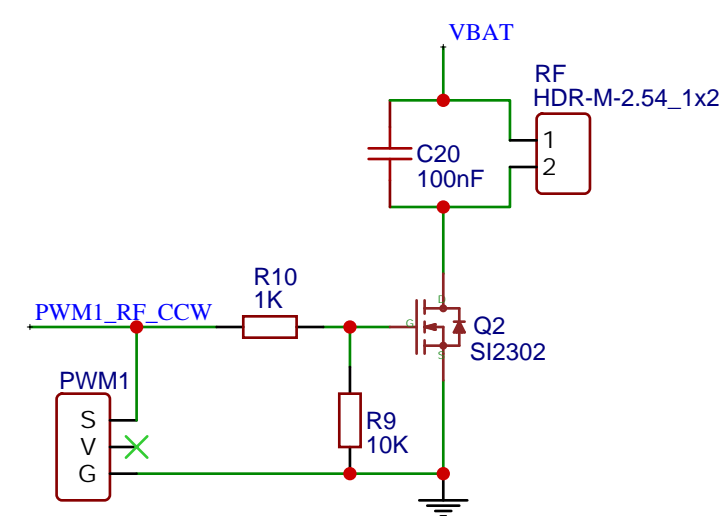 VBAT
RF
HDR-M-2.54_1x2
1
2
C20
100nF
R10
1K
PWM1_RF_CCW
D
G
S
Q2
SI2302
PWM1
S
V
G
R9
10K